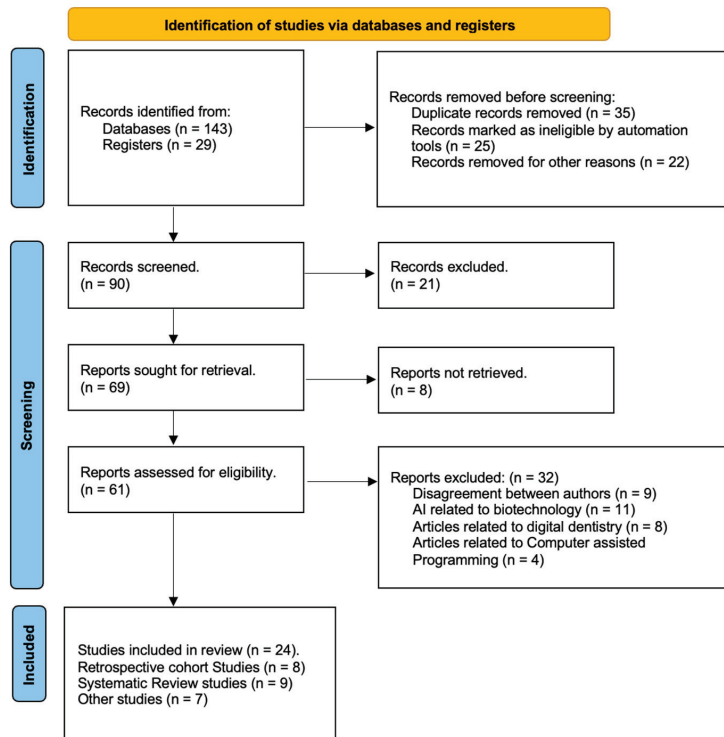 Identification of studies via databases and registers
Identification
Records identified from:
Databases (n = 143)
Registers (n = 29)
Records removed before screening:
Duplicate records removed (n = 35)
Records marked as ineligible by automation
tools (n = 25)
Records removed for other reasons (n = 22)
Screening
Records screened.
(n = 90)
Records excluded.
(n = 21)
Reports sought for retrieval.
(n = 69)
Reports not retrieved.
(n = 8)
Reports assessed for eligibility.
(n = 61)
Reports excluded: (n = 32)
Disagreement between authors (n = 9)
AI related to biotechnology (n = 11)
Articles related to digital dentistry (n = 8)
Articles related to Computer assisted
Programming (n = 4)
Included
Studies included in review (n = 24).
Retrospective cohort Studies (n = 8)
Systematic Review studies (n = 9)
Other studies (n = 7)